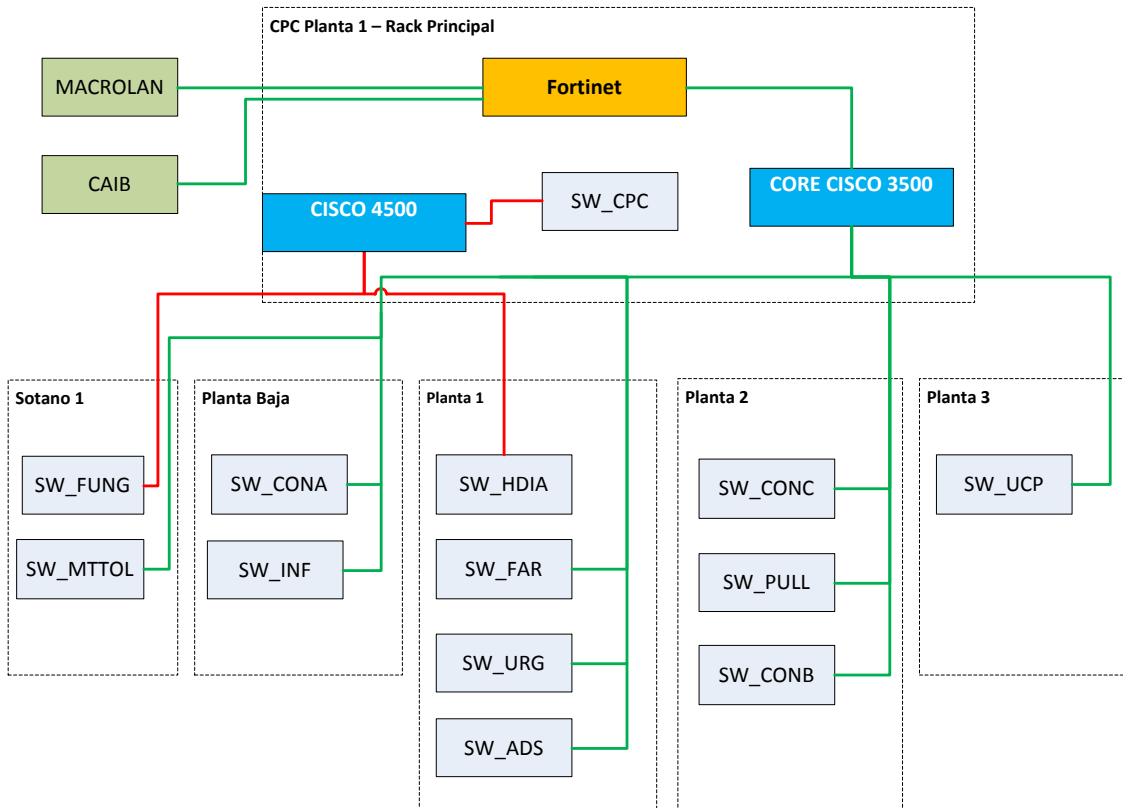 CPC Planta 1 – Rack Principal
MACROLAN
Fortinet
CAIB
CISCO 4500
SW_CPC
CORE CISCO 3500
Sotano 1
SW_FUNG
SW_MTTOL
Planta Baja
SW_CONA
SW_INF
Planta 1
SW_HDIA
SW_FAR
SW_URG
SW_ADS
Planta 2
SW_CONC
SW_PULL
SW_CONB
Planta 3
SW_UCP